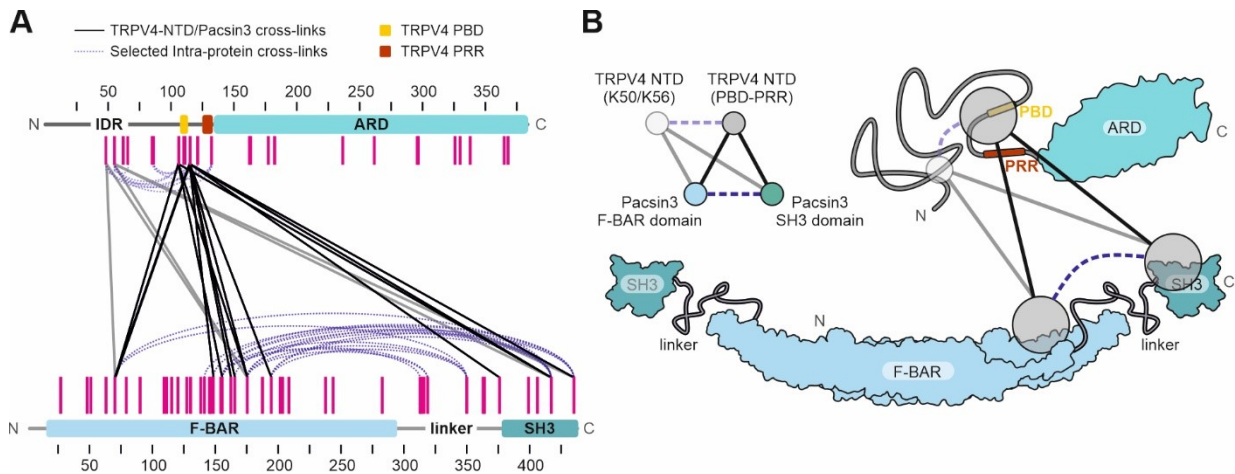 A
TRPV4-NTD/Pacsin3 cross-links
TRPV4 PBD
Selected Intra-protein cross-links
TRPV4 PRR
50 100 150 200 250 300 350
N IDR ARD C
N F-BAR linker SH3 C
50 100 150 200 250 300 350 400
B
TRPV4 NTD
(K50/K56)
TRPV4 NTD
(PBD-PRR)
Pacsin3
F-BAR domain
Pacsin3
SH3 domain
PBD
ARD
C
PRR
N
SH3
linker
N
F-BAR
linker
SH3
C